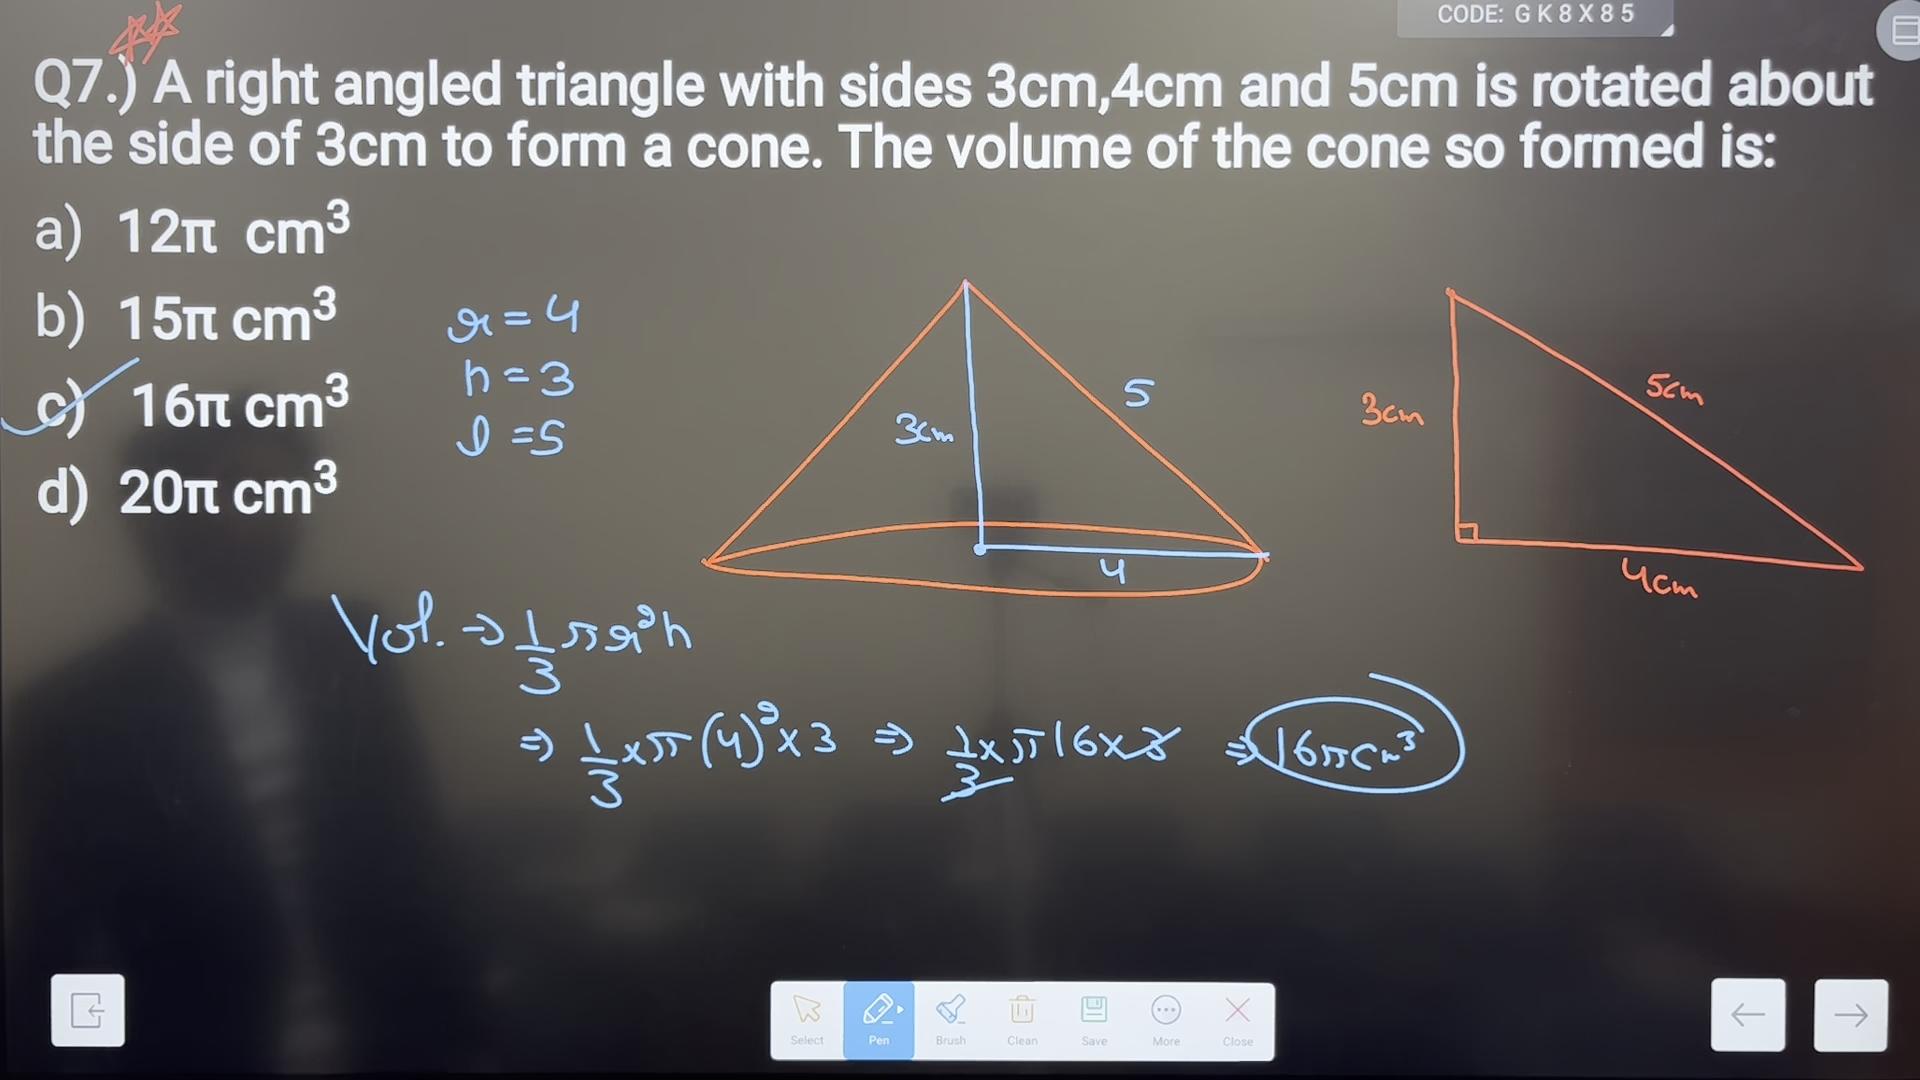 CODE: GK8X85
Q7.) A right angled triangle with sides 3cm,4cm and 5cm is rotated about
the side of 3cm to form a cone. The volume of the cone so formed is:
a) 12π cm³
b) 15π cm³
c) 16π cm³
d) 20π cm³
r = 4
h = 3
l = 5
3cm
5
4
3cm
5cm
4cm
Vol. → 1/3 πr²h
⇒ 1/3 × π (4)² × 3 ⇒ 1/3 × π 16 × 3 ⇒ 16π cm³
Select Pen Brush Clean Save More Close